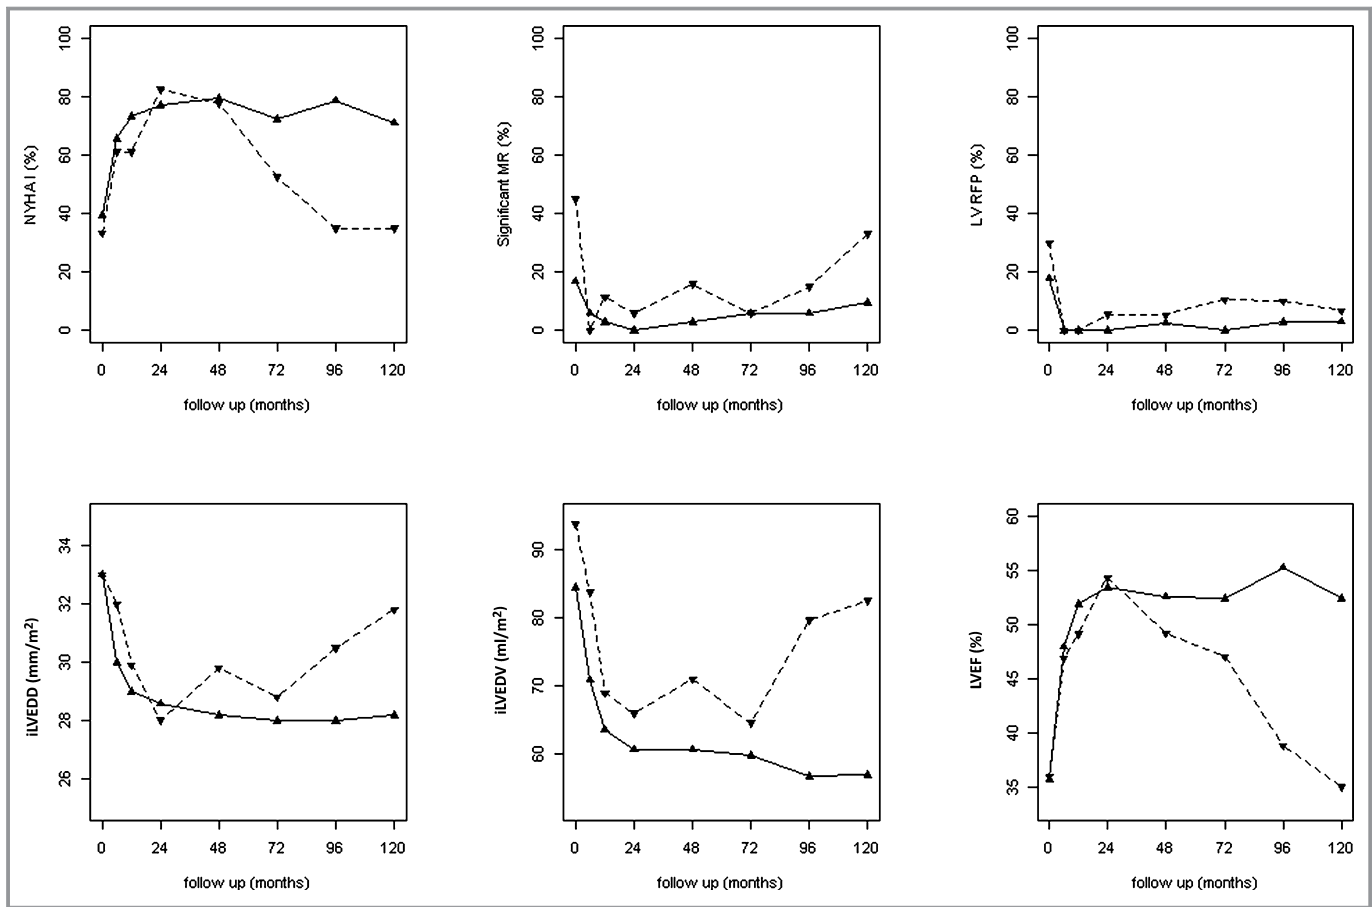 NYHA I (%)
0 20 40 60 80 100
0 24 48 72 96 120
follow up (months)
Significant MR (%)
0 20 40 60 80 100
0 24 48 72 96 120
follow up (months)
LVRFP (%)
0 20 40 60 80 100
0 24 48 72 96 120
follow up (months)
iLVEDD (mm/m²)
26 28 30 32 34
0 24 48 72 96 120
follow up (months)
iLVEDV (ml/m²)
60 70 80 90
0 24 48 72 96 120
follow up (months)
LVEF (%)
35 40 45 50 55 60
0 24 48 72 96 120
follow up (months)